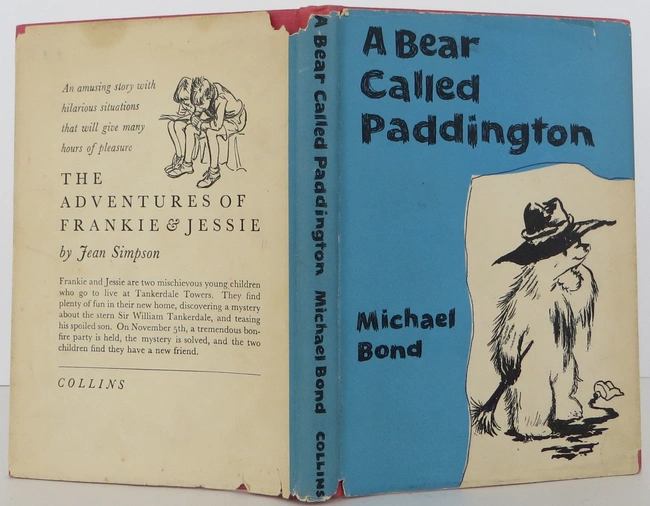 An amusing story with
hilarious situations
that will give many
hours of pleasure
THE
ADVENTURES OF
FRANKIE & JESSIE
by Jean Simpson
Frankie and Jessie are two mischievous young children
who go to live at Tankerdale Towers. They find
plenty of fun in their new home, discovering a mystery
about the stern Sir William Tankerdale, and teasing
his spoiled son. On November 5th, a tremendous bon-
fire party is held, the mystery is solved, and the two
children find they have a new friend.
COLLINS
A Bear Called Paddington Michael Bond COLLINS
A Bear
Called
Paddington
Michael
Bond